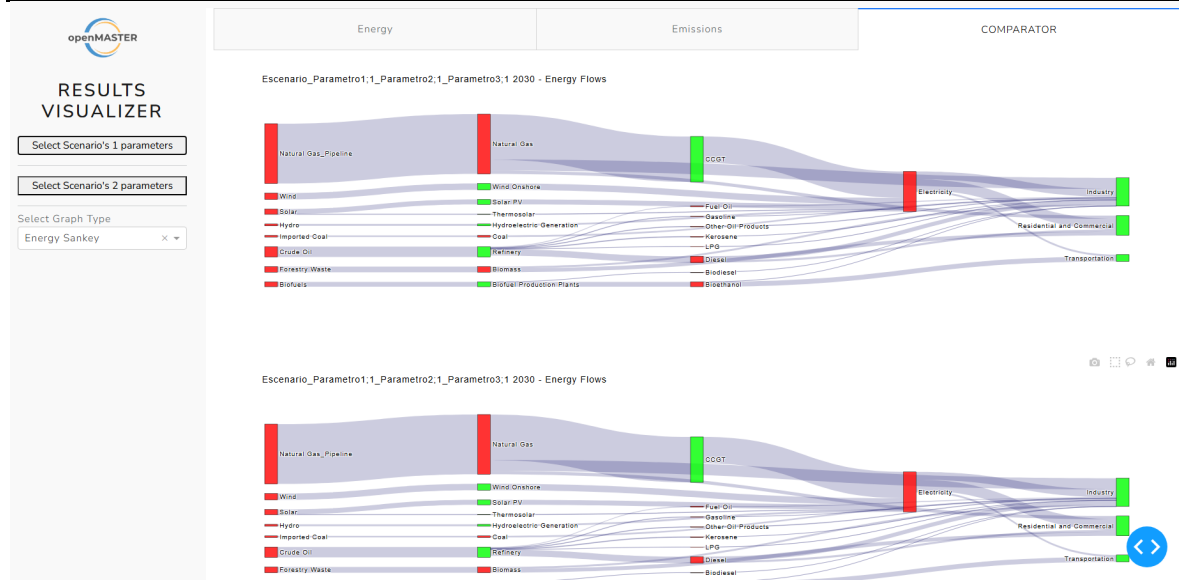 openMASTER
RESULTS
VISUALIZER
Select Scenario's 1 parameters
Select Scenario's 2 parameters
Select Graph Type
Energy Sankey
Energy
Emissions
COMPARATOR
Escenario_Parametro1;1_Parametro2;1_Parametro3;1 2030 - Energy Flows
Natural Gas_Pipeline
Wind
Solar
Hydro
Imported Coal
Crude Oil
Forestry Waste
Biofuels
Natural Gas
Wind Onshore
Solar PV
Thermosolar
Hydroelectric Generation
Coal
Refinery
Biomass
Biofuel Production Plants
CCGT
Fuel Oil
Gasoline
Other Oil Products
Kerosene
LPG
Diesel
Biodiesel
Bioethanol
Electricity
Industry
Residential and Commercial
Transportation
Escenario_Parametro1;1_Parametro2;1_Parametro3;1 2030 - Energy Flows
Natural Gas_Pipeline
Wind
Solar
Hydro
Imported Coal
Crude Oil
Forestry Waste
Natural Gas
Wind Onshore
Solar PV
Thermosolar
Hydroelectric Generation
Coal
Refinery
Biomass
CCGT
Fuel Oil
Gasoline
Other Oil Products
Kerosene
LPG
Diesel
Biodiesel
Electricity
Industry
Residential and Commercial
Transportation